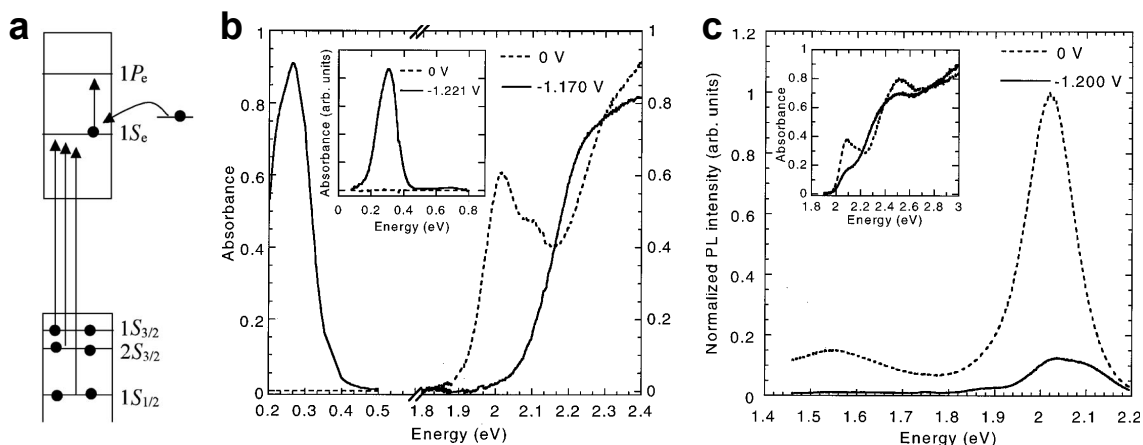 a
1Pe
1Se
1S3/2
2S3/2
1S1/2
b
Absorbance
1
0.8
0.6
0.4
0.2
0
0.2 0.3 0.4 0.5 1.8 1.9 2 2.1 2.2 2.3 2.4
Energy (eV)
1
0.8
0.6
0.4
0.2
0
0 V
-1.170 V
Absorbance (arb. units)
0 V
-1.221 V
0 0.2 0.4 0.6 0.8
Energy (eV)
c
Normalized PL intensity (arb. units)
1.2
1
0.8
0.6
0.4
0.2
0
1.4 1.5 1.6 1.7 1.8 1.9 2 2.1 2.2
Energy (eV)
0 V
-1.200 V
Absorbance
1
0.8
0.6
0.4
0.2
0
1.8 2 2.2 2.4 2.6 2.8 3
Energy (eV)